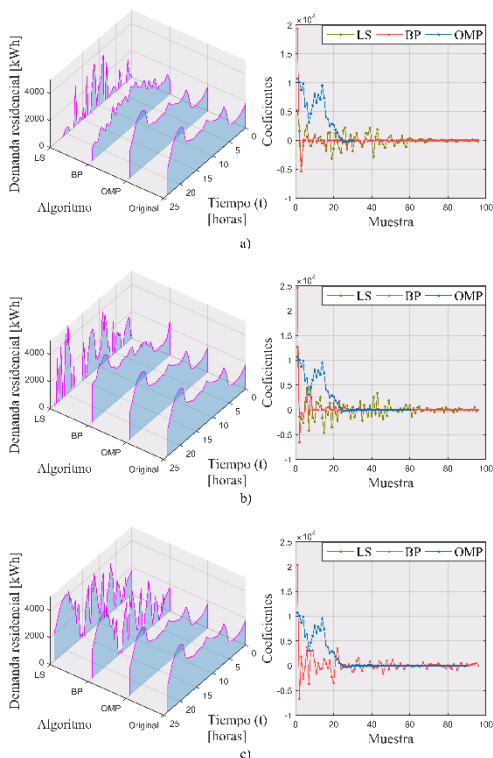 Demanda residencial [kWh]
4000
2000
0
LS
BP
OMP
Original
Algoritmo
25
20
15
10
5
0
Tiempo (t)
[horas]
×10⁴
LS BP OMP
2
1.5
1
0.5
0
-0.5
-1
Coeficientes
0 20 40 60 80 100
Muestra
a)
Demanda residencial [kWh]
4000
2000
0
LS
BP
OMP
Original
Algoritmo
25
20
15
10
5
0
Tiempo (t)
[horas]
×10⁴
LS BP OMP
2.5
2
1.5
1
0.5
0
-0.5
-1
Coeficientes
0 20 40 60 80 100
Muestra
b)
Demanda residencial [kWh]
4000
2000
0
LS
BP
OMP
Original
Algoritmo
25
20
15
10
5
0
Tiempo (t)
[horas]
×10⁴
LS BP OMP
2.5
2
1.5
1
0.5
0
-0.5
-1
Coeficientes
0 20 40 60 80 100
Muestra
c)